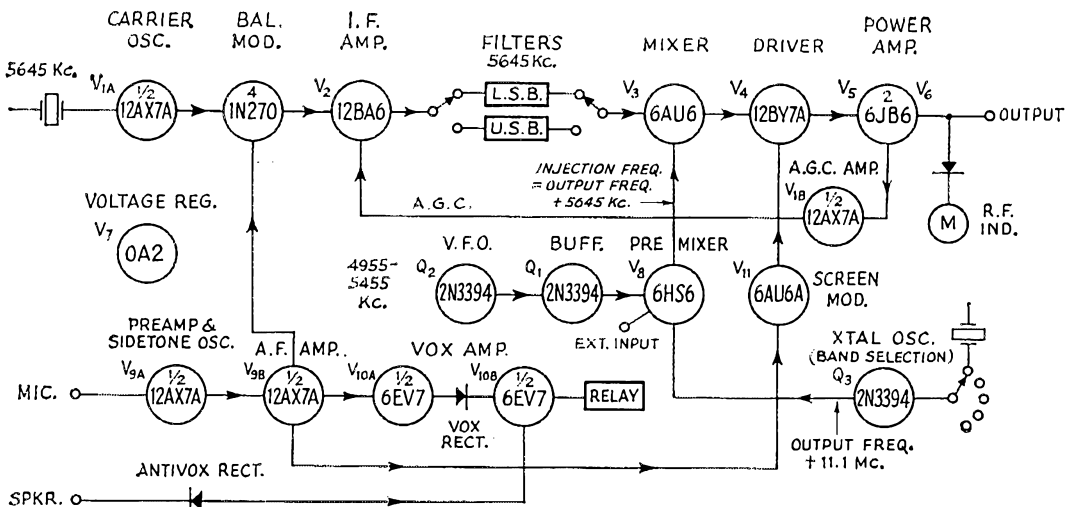 CARRIER OSC.
BAL. MOD.
I.F. AMP.
FILTERS
5645 Kc.
MIXER
DRIVER
POWER AMP.
5645 Kc.
V1A
1/2
12AX7A
4
1N270
V2
12BA6
L.S.B.
U.S.B.
V3
6AU6
V4
12BY7A
V5
2
6JB6
V6
OUTPUT
INJECTION FREQ.
= OUTPUT FREQ.
+ 5645 Kc.
A.G.C. AMP.
V1B
1/2
12AX7A
A.G.C.
M
R.F. IND.
VOLTAGE REG.
V7
OA2
V.F.O.
BUFF.
PRE MIXER
4955-
5455
Kc.
Q2
2N3394
Q1
2N3394
V8
6HS6
EXT. INPUT
V11
6AU6A
SCREEN MOD.
PREAMP &
SIDETONE OSC.
A.F. AMP.
VOX AMP.
MIC.
V9A
1/2
12AX7A
V9B
1/2
12AX7A
V10A
1/2
6EV7
VOX
RECT.
V10B
1/2
6EV7
RELAY
XTAL OSC.
(BAND SELECTION)
Q3
2N3394
OUTPUT FREQ.
+ 11.1 MC.
ANTIVOX RECT.
SPKR.